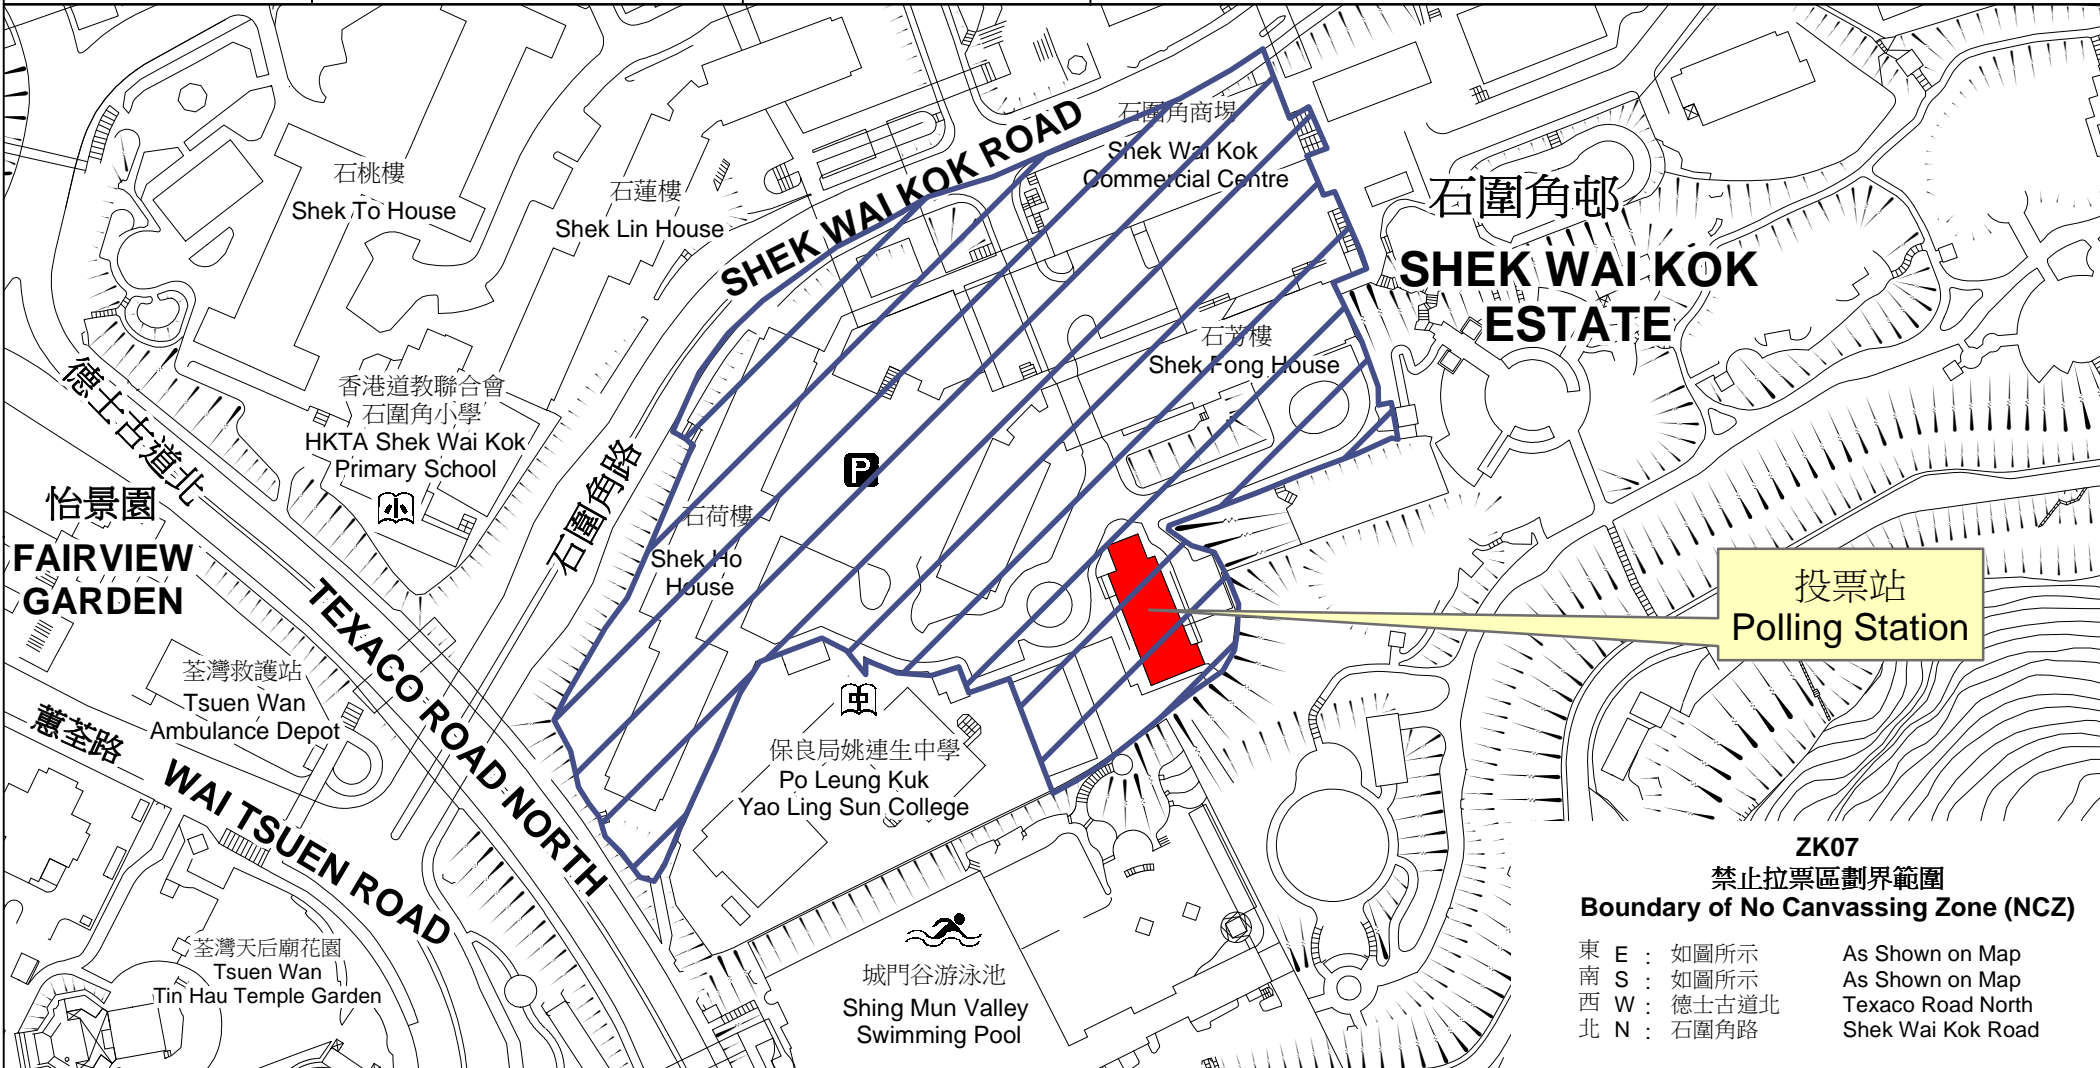 石圍角商場
Shek Wai Kok
Commercial Centre
石桃樓
Shek To House
石蓮樓
Shek Lin House
SHEK WAI KOK ROAD
石圍角邨
SHEK WAI KOK
ESTATE
石芳樓
Shek Fong House
德士古道北
香港道教聯合會
石圍角小學
HKTA Shek Wai Kok
Primary School
小
石圍角路
P
怡景園
FAIRVIEW
GARDEN
石荷樓
Shek Ho
House
TEXACO ROAD NORTH
投票站
Polling Station
荃灣救護站
Tsuen Wan
Ambulance Depot
蕙荃路
WAI TSUEN ROAD
中
保良局姚連生中學
Po Leung Kuk
Yao Ling Sun College
荃灣天后廟花園
Tsuen Wan
Tin Hau Temple Garden
城門谷游泳池
Shing Mun Valley
Swimming Pool
ZK07
禁止拉票區劃界範圍
Boundary of No Canvassing Zone (NCZ)
東 E : 如圖所示 As Shown on Map
南 S : 如圖所示 As Shown on Map
西 W : 德士古道北 Texaco Road North
北 N : 石圍角路 Shek Wai Kok Road